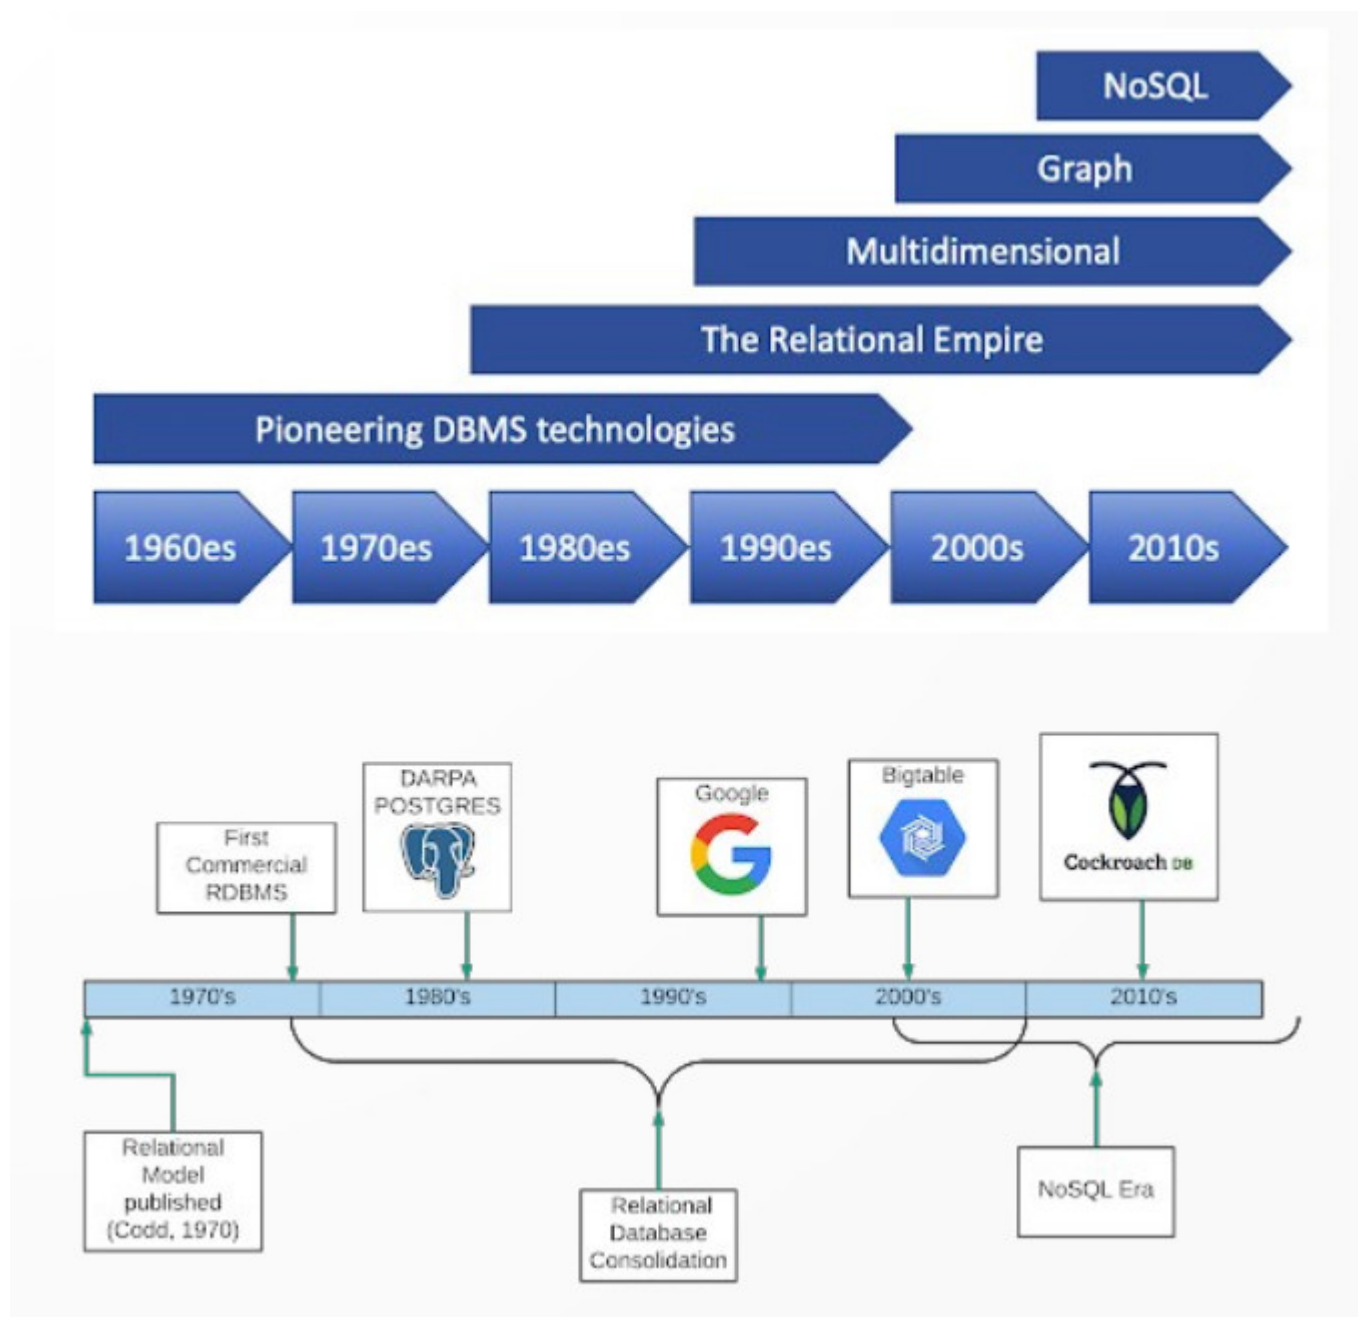 NoSQL
Graph
Multidimensional
The Relational Empire
Pioneering DBMS technologies
1960es
1970es
1980es
1990es
2000s
2010s
First
Commercial
RDBMS
DARPA
POSTGRES
Google
Bigtable
Cockroach DB
1970's
1980's
1990's
2000's
2010's
Relational
Model
published
(Codd, 1970)
Relational
Database
Consolidation
NoSQL Era